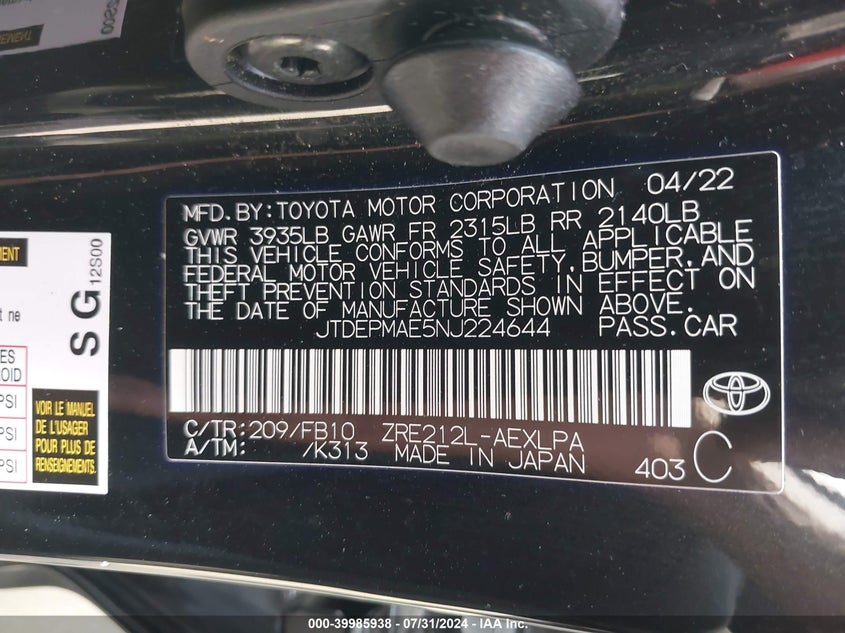 MFD. BY: TOYOTA MOTOR CORPORATION 04/22
GVWR 3935LB GAWR FR 2315LB RR 2140LB
THIS VEHICLE CONFORMS TO ALL APPLICABLE
FEDERAL MOTOR VEHICLE SAFETY, BUMPER, AND
THEFT PREVENTION STANDARDS IN EFFECT ON
THE DATE OF MANUFACTURE SHOWN ABOVE.
JTDEPMAE5NJ224644 PASS.CAR
C/TR:209/FB10 ZRE212L-AEXLPA
A/TM: /K313 MADE IN JAPAN 403 C
SG 12S00
VOIR LE MANUEL
DE L'USAGER
POUR PLUS DE
RENSEIGNEMENTS.
PSI
PSI
PSI
000-39985938 - 07/31/2024 - IAA Inc.